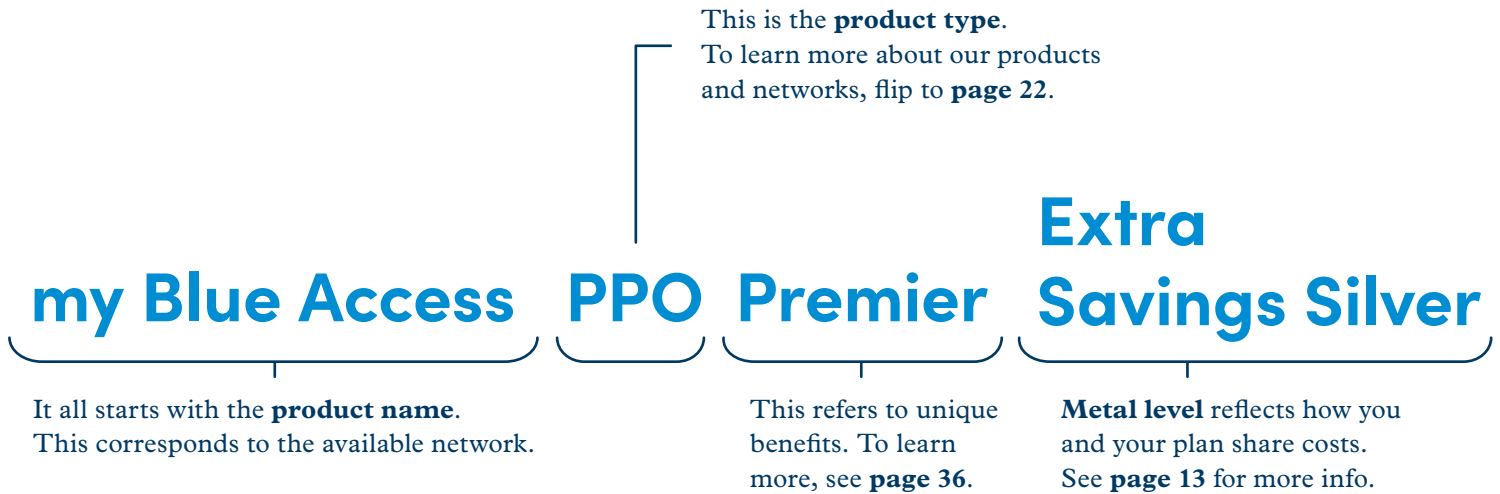 This is the product type.
To learn more about our products
and networks, flip to page 22.
my Blue Access PPO Premier Extra
Savings Silver
It all starts with the product name.
This corresponds to the available network.
This refers to unique
benefits. To learn
more, see page 36.
Metal level reflects how you
and your plan share costs.
See page 13 for more info.